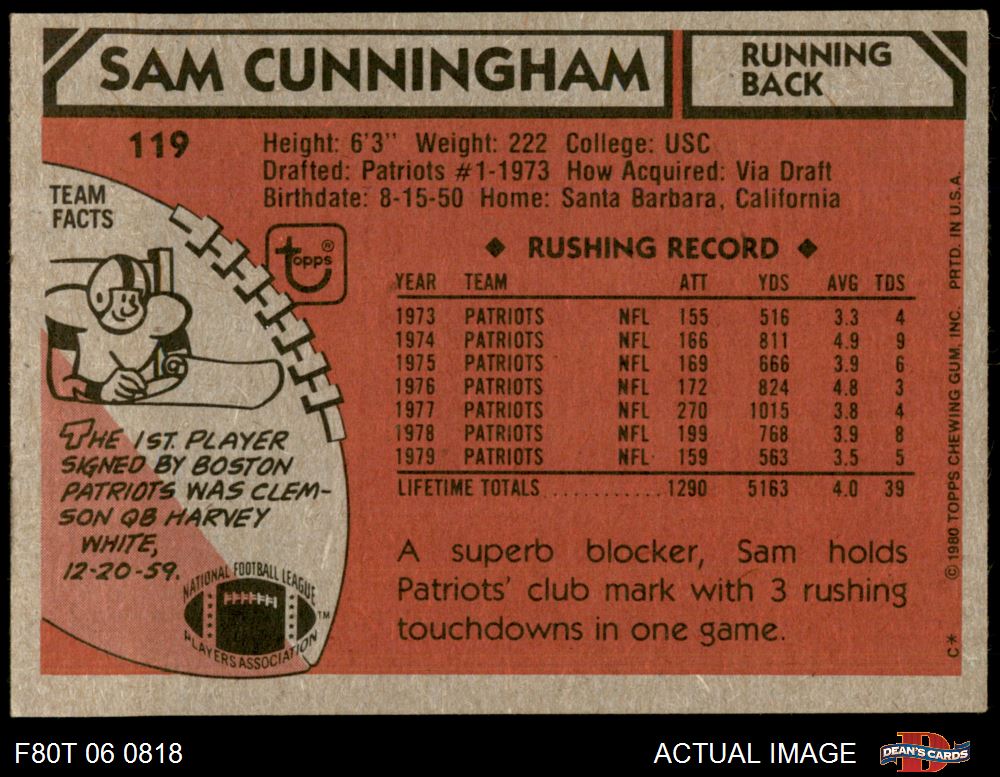 SAM CUNNINGHAM
RUNNING
BACK
119
Height: 6'3" Weight: 222 College: USC
Drafted: Patriots #1-1973 How Acquired: Via Draft
Birthdate: 8-15-50 Home: Santa Barbara, California
TEAM
FACTS
topps®
THE 1ST. PLAYER
SIGNED BY BOSTON
PATRIOTS WAS CLEM-
SON QB HARVEY
WHITE,
12-20-59.
NATIONAL FOOTBALL LEAGUE
PLAYERS ASSOCIATION
™
◆ RUSHING RECORD ◆
YEAR TEAM ATT YDS AVG TDS
1973 PATRIOTS NFL 155 516 3.3 4
1974 PATRIOTS NFL 166 811 4.9 9
1975 PATRIOTS NFL 169 666 3.9 6
1976 PATRIOTS NFL 172 824 4.8 3
1977 PATRIOTS NFL 270 1015 3.8 4
1978 PATRIOTS NFL 199 768 3.9 8
1979 PATRIOTS NFL 159 563 3.5 5
LIFETIME TOTALS............1290 5163 4.0 39
A superb blocker, Sam holds
Patriots' club mark with 3 rushing
touchdowns in one game.
C* ©1980 TOPPS CHEWING GUM, INC. PRTD. IN U.S.A.
F80T 06 0818
ACTUAL IMAGE
DEAN'S CARDS